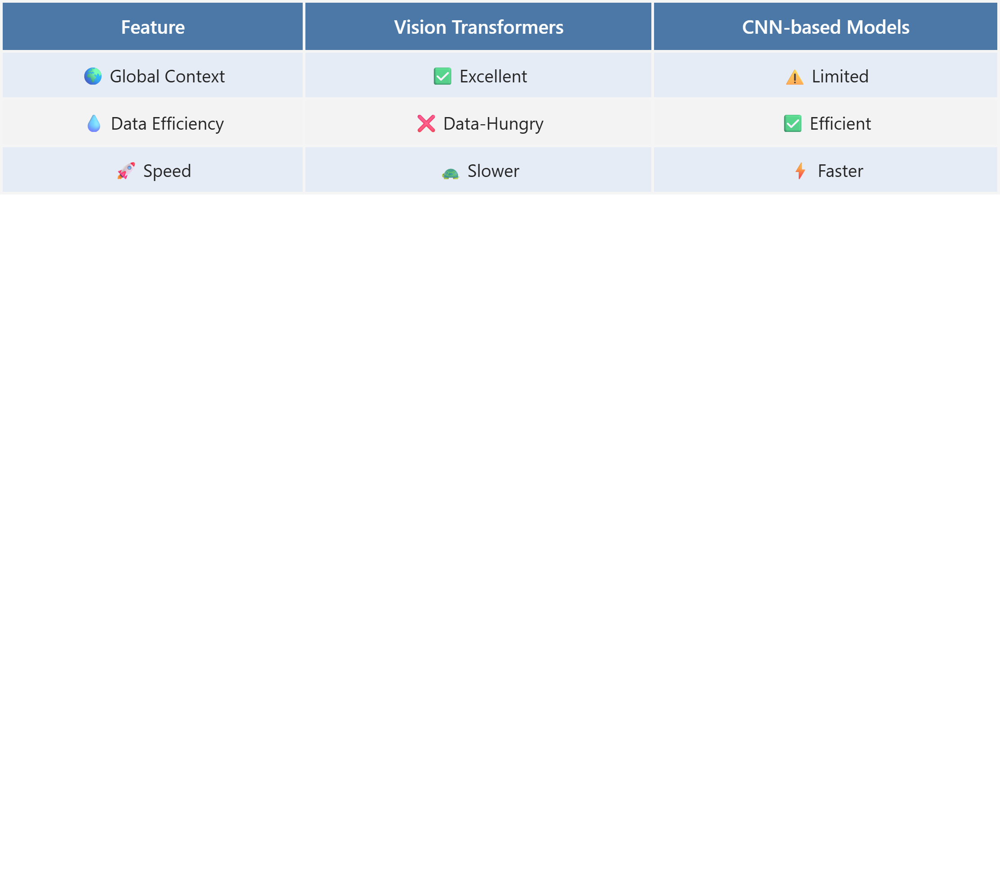 Feature Vision Transformers CNN-based Models
🌍 Global Context ✅ Excellent ⚠️ Limited
💧 Data Efficiency ❌ Data-Hungry ✅ Efficient
🚀 Speed 🐢 Slower ⚡ Faster